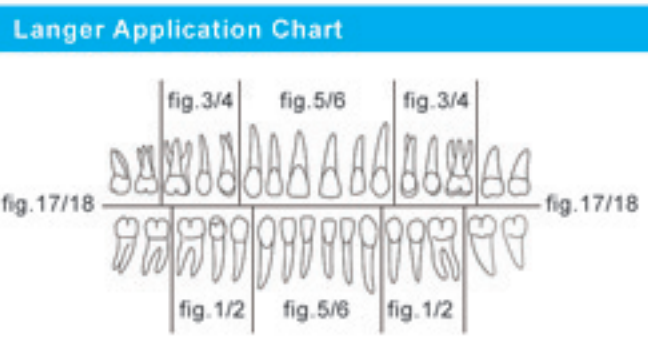 Langer Application Chart
fig.3/4 fig.5/6 fig.3/4
fig.17/18 fig.17/18
fig.1/2 fig.5/6 fig.1/2